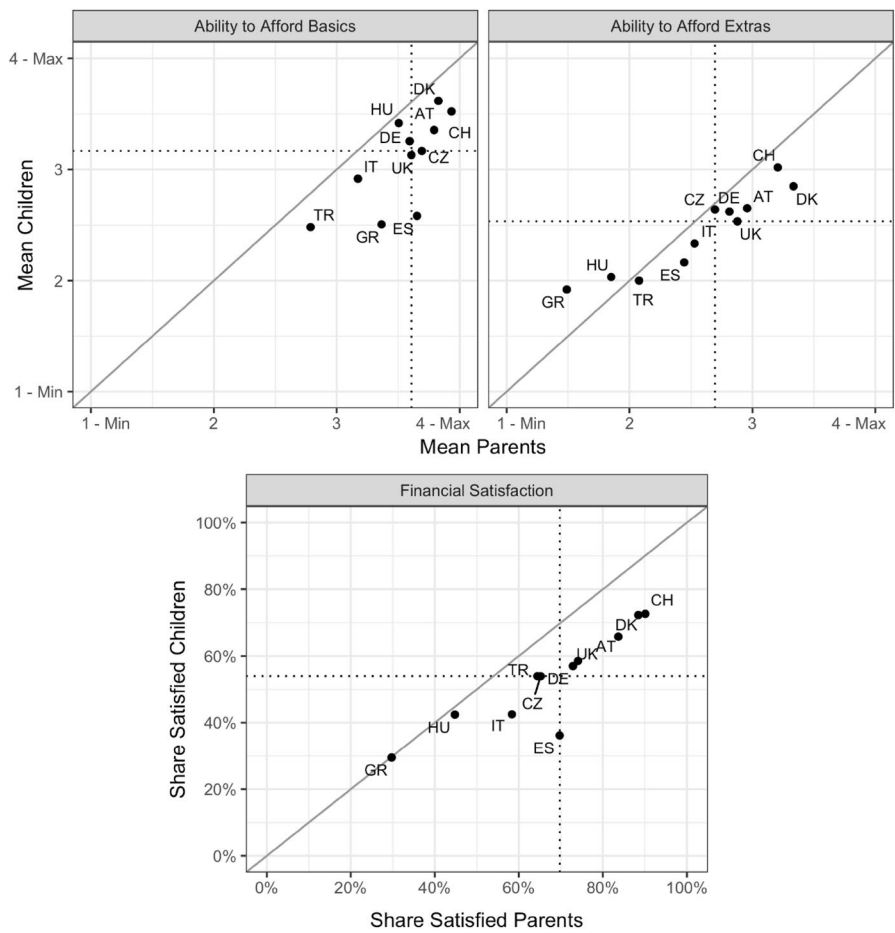 Ability to Afford Basics
Ability to Afford Extras
4 - Max
3
2
1 - Min
Mean Children
DK
HU
AT
CH
DE
UK
CZ
IT
TR
GR
ES
CH
CZ
DE
AT
DK
IT
UK
HU
ES
GR
TR
1 - Min
2
3
4 - Max
1 - Min
2
3
4 - Max
Mean Parents
Financial Satisfaction
100%
80%
60%
40%
20%
0%
Share Satisfied Children
CH
DK
AT
UK
TR
DE
CZ
HU
IT
ES
GR
0%
20%
40%
60%
80%
100%
Share Satisfied Parents